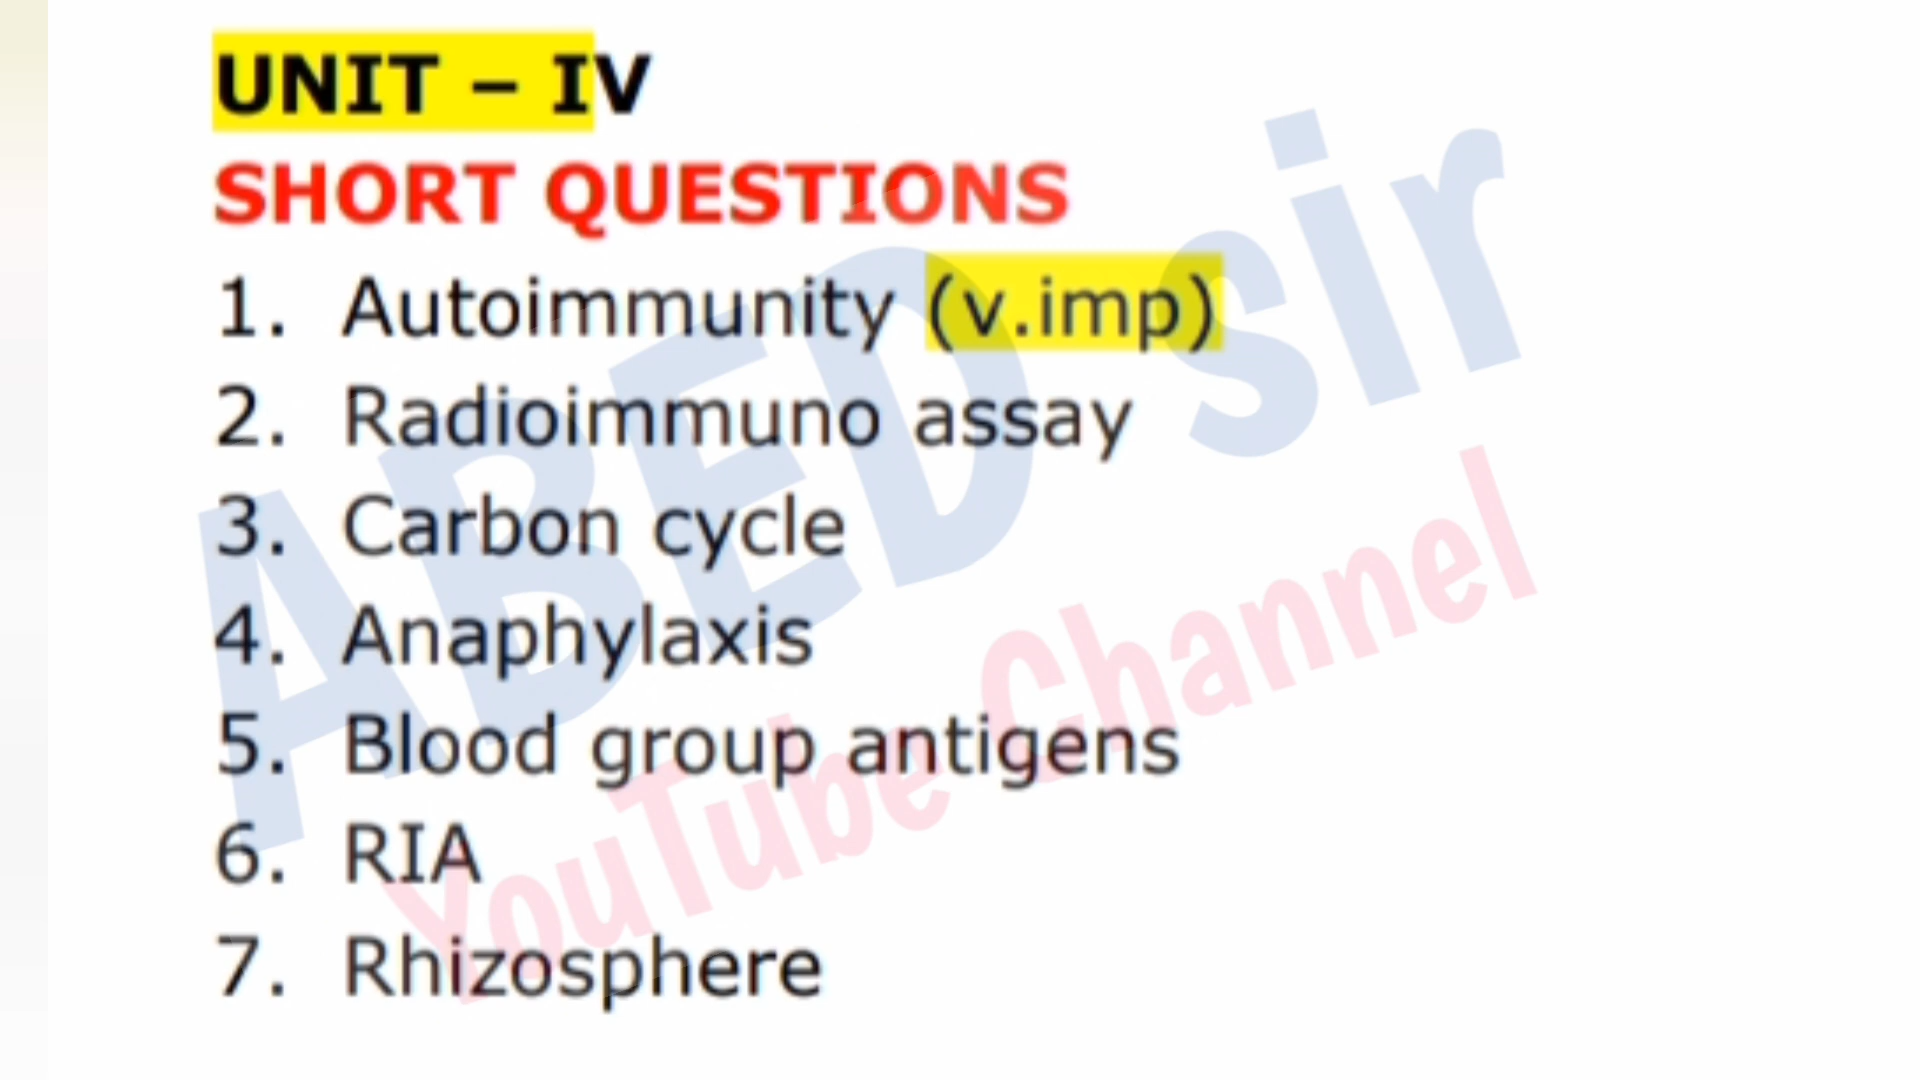 UNIT – IV
SHORT QUESTIONS
1. Autoimmunity (v.imp)
2. Radioimmuno assay
3. Carbon cycle
4. Anaphylaxis
5. Blood group antigens
6. RIA
7. Rhizosphere
ABED sir
YouTube Channel